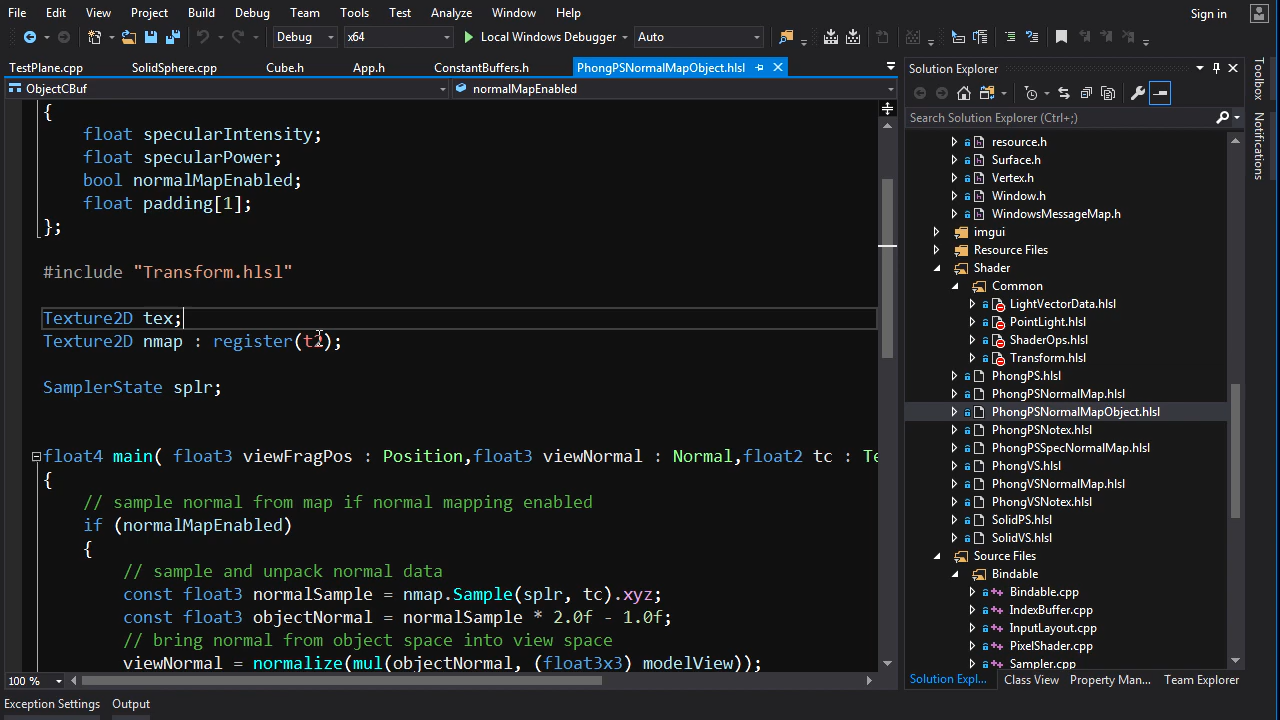 File Edit View Project Build Debug Team Tools Test Analyze Window Help Sign in
Debug x64 Local Windows Debugger Auto
TestPlane.cpp SolidSphere.cpp Cube.h App.h ConstantBuffers.h PhongPSNormalMapObject.hlsl
ObjectCBuf normalMapEnabled
{
float specularIntensity;
float specularPower;
bool normalMapEnabled;
float padding[1];
};
#include "Transform.hlsl"
Texture2D tex;
Texture2D nmap : register(t2);
SamplerState splr;
float4 main( float3 viewFragPos : Position,float3 viewNormal : Normal,float2 tc : Te
{
// sample normal from map if normal mapping enabled
if (normalMapEnabled)
{
// sample and unpack normal data
const float3 normalSample = nmap.Sample(splr, tc).xyz;
const float3 objectNormal = normalSample * 2.0f - 1.0f;
// bring normal from object space into view space
viewNormal = normalize(mul(objectNormal, (float3x3) modelView));
100 %
Exception Settings Output
Solution Explorer
Search Solution Explorer (Ctrl+;)
resource.h
Surface.h
Vertex.h
Window.h
WindowsMessageMap.h
imgui
Resource Files
Shader
Common
LightVectorData.hlsl
PointLight.hlsl
ShaderOps.hlsl
Transform.hlsl
PhongPS.hlsl
PhongPSNormalMap.hlsl
PhongPSNormalMapObject.hlsl
PhongPSNotex.hlsl
PhongPSSpecNormalMap.hlsl
PhongVS.hlsl
PhongVSNormalMap.hlsl
PhongVSNotex.hlsl
SolidPS.hlsl
SolidVS.hlsl
Source Files
Bindable
Bindable.cpp
IndexBuffer.cpp
InputLayout.cpp
PixelShader.cpp
Sampler.cpp
Solution Expl... Class View Property Man... Team Explorer
Toolbox
Notifications